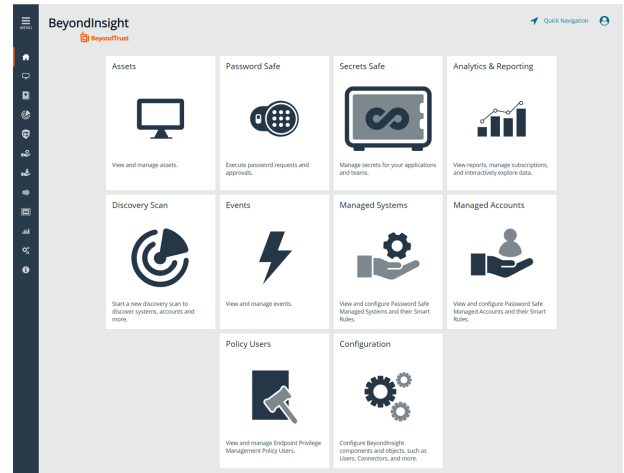 MENU
BeyondInsight
BeyondTrust
Quick Navigation
Assets
View and manage assets.
Password Safe
Execute password requests and
approvals.
Secrets Safe
Manage secrets for your applications
and teams.
Analytics & Reporting
View reports, manage subscriptions,
and interactively explore data.
Discovery Scan
Start a new discovery scan to
discover systems, accounts and
more.
Events
View and manage events.
Managed Systems
View and configure Password Safe
Managed Systems and their Smart
Rules.
Managed Accounts
View and configure Password Safe
Managed Accounts and their Smart
Rules.
Policy Users
View and manage Endpoint Privilege
Management Policy Users.
Configuration
Configure BeyondInsight
components and objects, such as
Users, Connectors, and more.